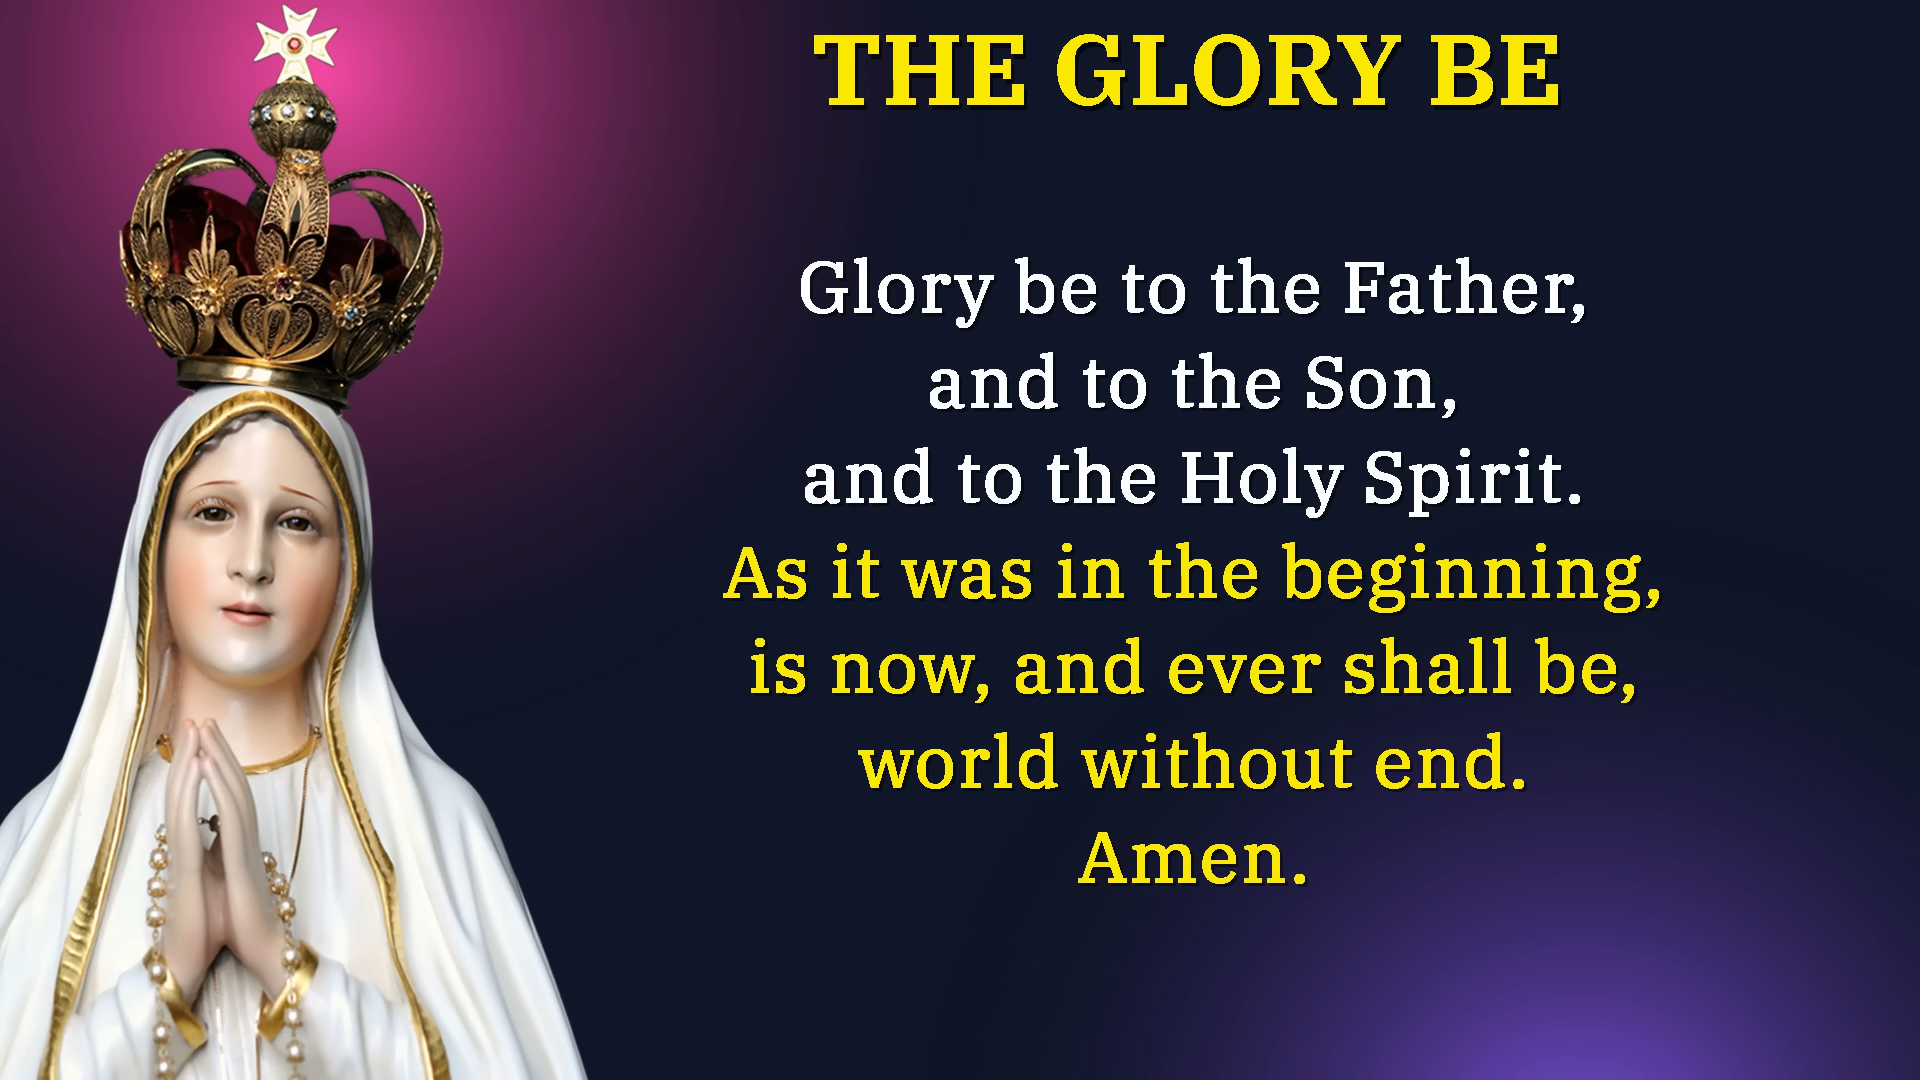 THE GLORY BE
Glory be to the Father,
and to the Son,
and to the Holy Spirit.
As it was in the beginning,
is now, and ever shall be,
world without end.
Amen.